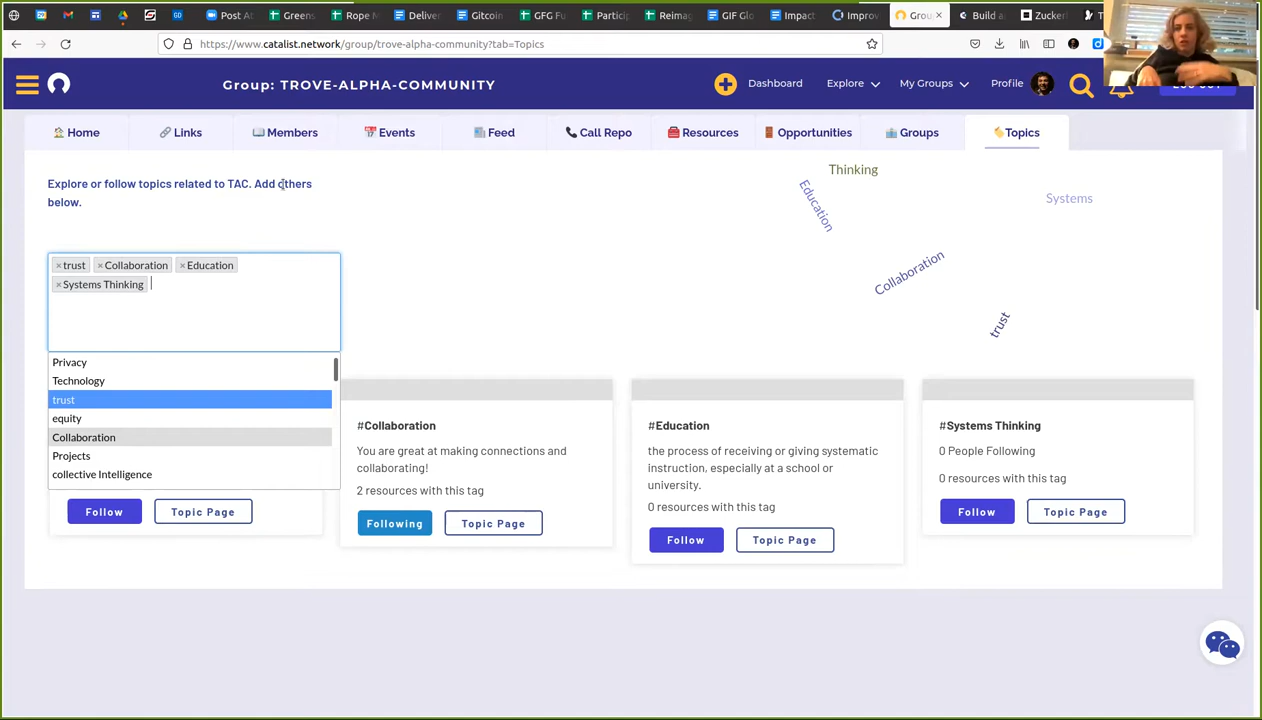 Post At
Greens
Rope M
Deliver
Gitcoin
GFG Fu
Particip
Reimag
GIF Glo
Impact
Improv
Grou
Build a
Zucker
https://www.catalist.network/group/trove-alpha-community?tab=Topics
Group: TROVE-ALPHA-COMMUNITY
Dashboard
Explore
My Groups
Profile
Home
Links
Members
Events
Feed
Call Repo
Resources
Opportunities
Groups
Topics
Explore or follow topics related to TAC. Add others
below.
Thinking
Education
Systems
Collaboration
trust
×trust ×Collaboration ×Education
×Systems Thinking
Privacy
Technology
trust
equity
Collaboration
Projects
collective Intelligence
Follow
Topic Page
#Collaboration
You are great at making connections and
collaborating!
2 resources with this tag
Following
Topic Page
#Education
the process of receiving or giving systematic
instruction, especially at a school or
university.
0 resources with this tag
Follow
Topic Page
#Systems Thinking
0 People Following
0 resources with this tag
Follow
Topic Page